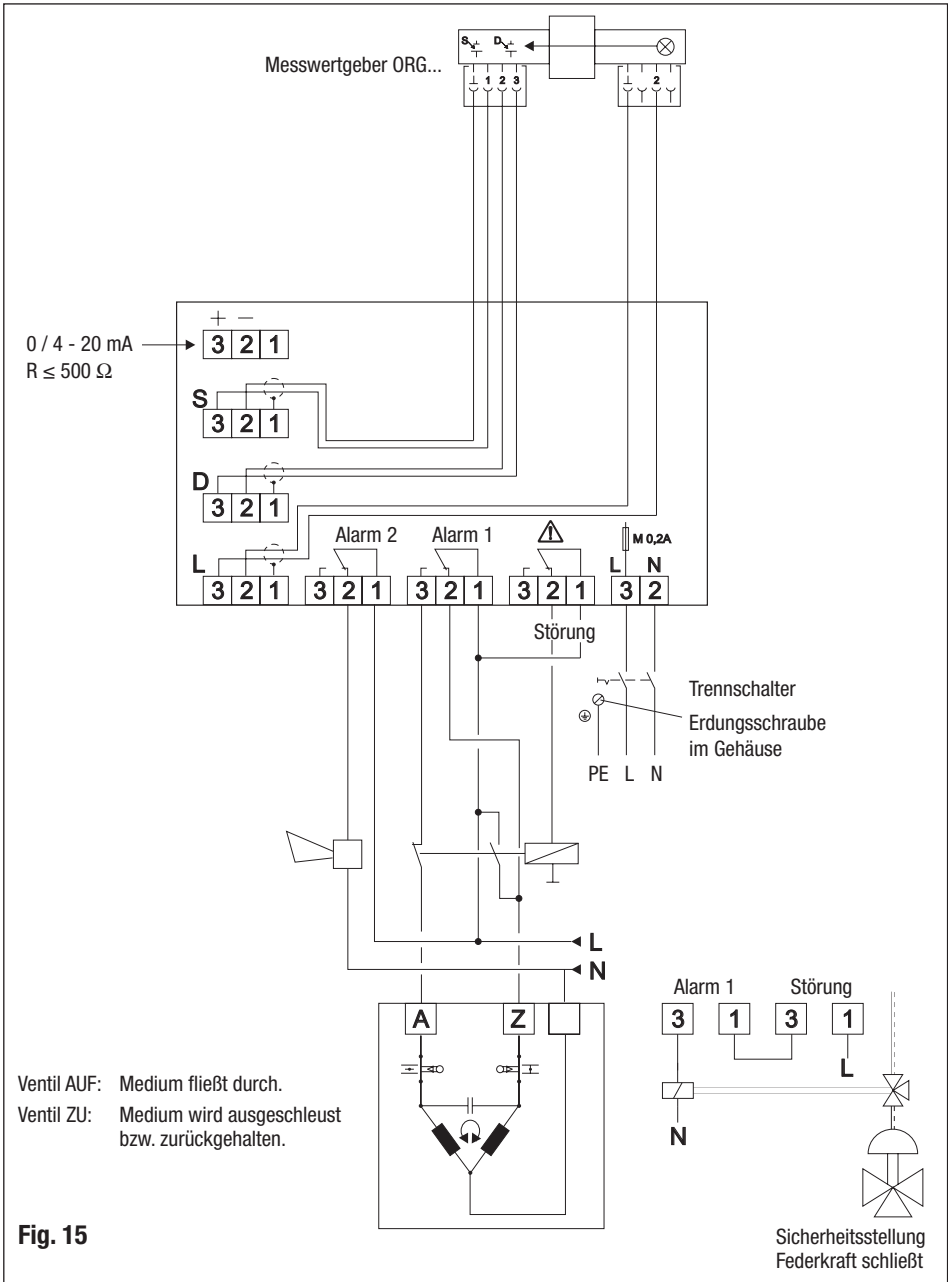 S D
Messwertgeber ORG...
⊥ 1 2 3
⊥ 2
+ −
0 / 4 - 20 mA
R ≤ 500 Ω
3 2 1
S
3 2 1
D
3 2 1
Alarm 2 Alarm 1 ⚠
M 0,2A
L
L N
3 2 1 3 2 1 3 2 1 3 2 1 3 2
Störung
Trennschalter
Erdungsschraube
im Gehäuse
PE L N
L
N
A Z
Ventil AUF: Medium fließt durch.
Ventil ZU: Medium wird ausgeschleust
bzw. zurückgehalten.
Alarm 1 Störung
3 1 3 1
L
N
Sicherheitsstellung
Federkraft schließt
Fig. 15